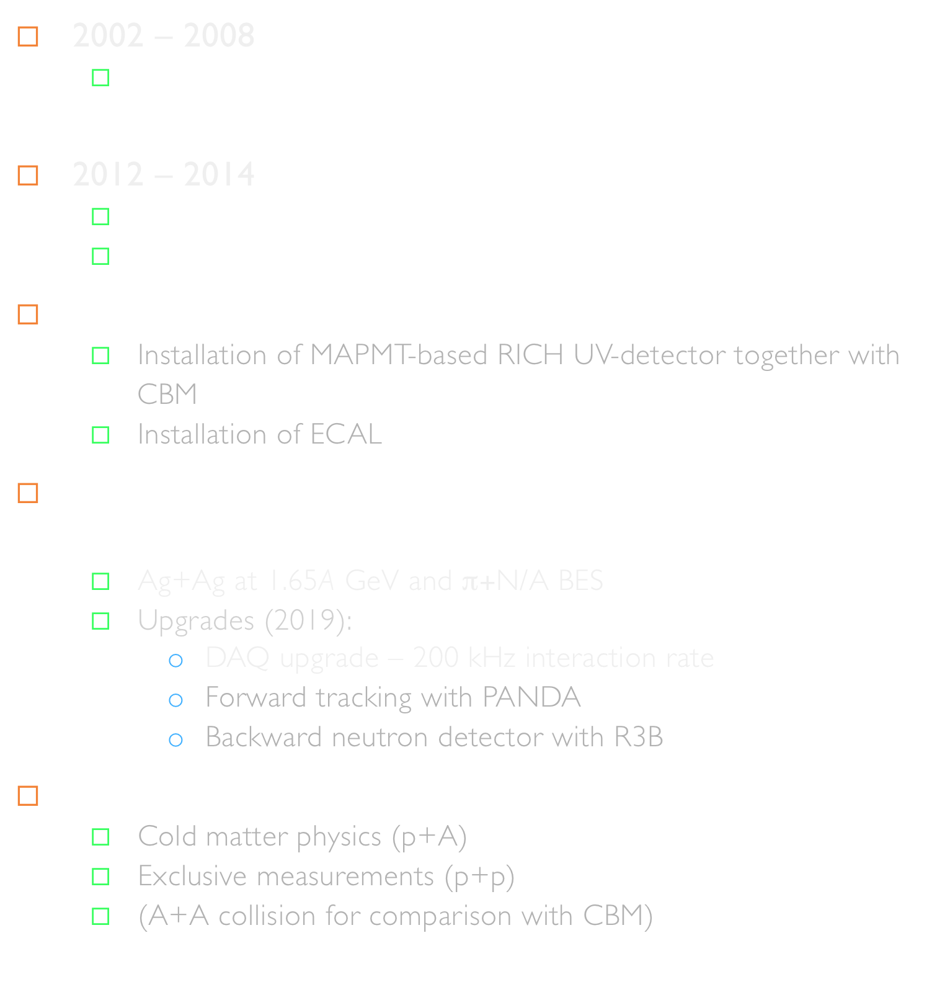 2002 – 2008
2012 – 2014
Installation of MAPMT-based RICH UV-detector together with
CBM
Installation of ECAL
Ag+Ag at 1.65A GeV and π+N/A BES
Upgrades (2019):
DAQ upgrade – 200 kHz interaction rate
Forward tracking with PANDA
Backward neutron detector with R3B
Cold matter physics (p+A)
Exclusive measurements (p+p)
(A+A collision for comparison with CBM)